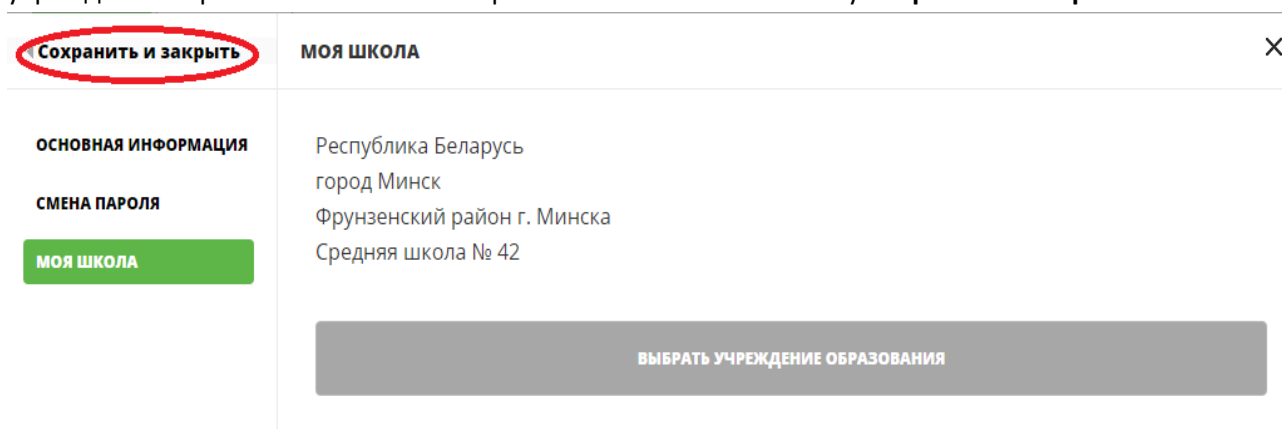 Сохранить и закрыть
МОЯ ШКОЛА
ОСНОВНАЯ ИНФОРМАЦИЯ
СМЕНА ПАРОЛЯ
МОЯ ШКОЛА
Республика Беларусь
город Минск
Фрунзенский район г. Минска
Средняя школа № 42
ВЫБРАТЬ УЧРЕЖДЕНИЕ ОБРАЗОВАНИЯ